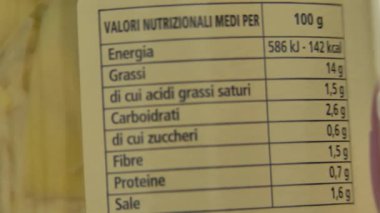 VALORI NUTRIZIONALI MEDI PER 100 g
Energia 586 kJ - 142 kcal
Grassi 14 g
di cui acidi grassi saturi 1,5 g
Carboidrati 2,6 g
di cui zuccheri 0,6 g
Fibre 1,5 g
Proteine 0,7 g
Sale 1,6 g